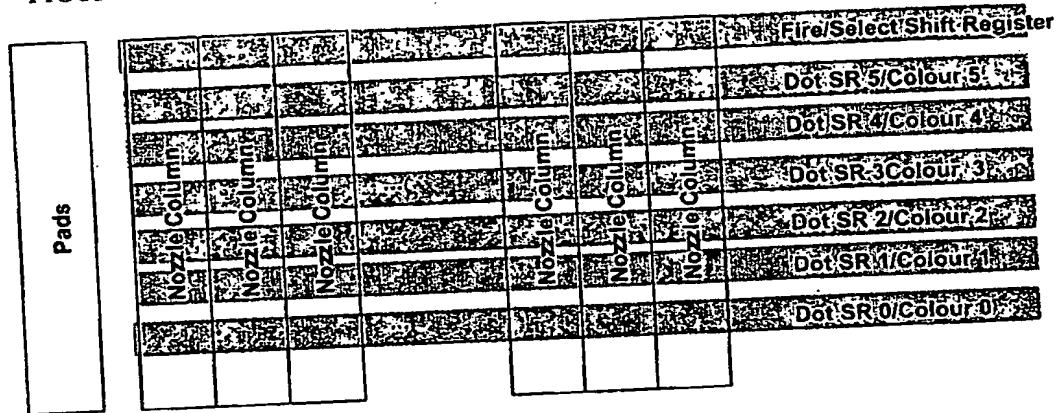 Fire/Select Shift Register
Dot SR 5/Colour 5
Dot SR 4/Colour 4
Dot SR 3Colour 3
Dot SR 2/Colour 2
Dot SR 1/Colour 1
Dot SR 0/Colour 0
Pads
Nozzle Column
Nozzle Column
Nozzle Column
Nozzle Column
Nozzle Column
Nozzle Column